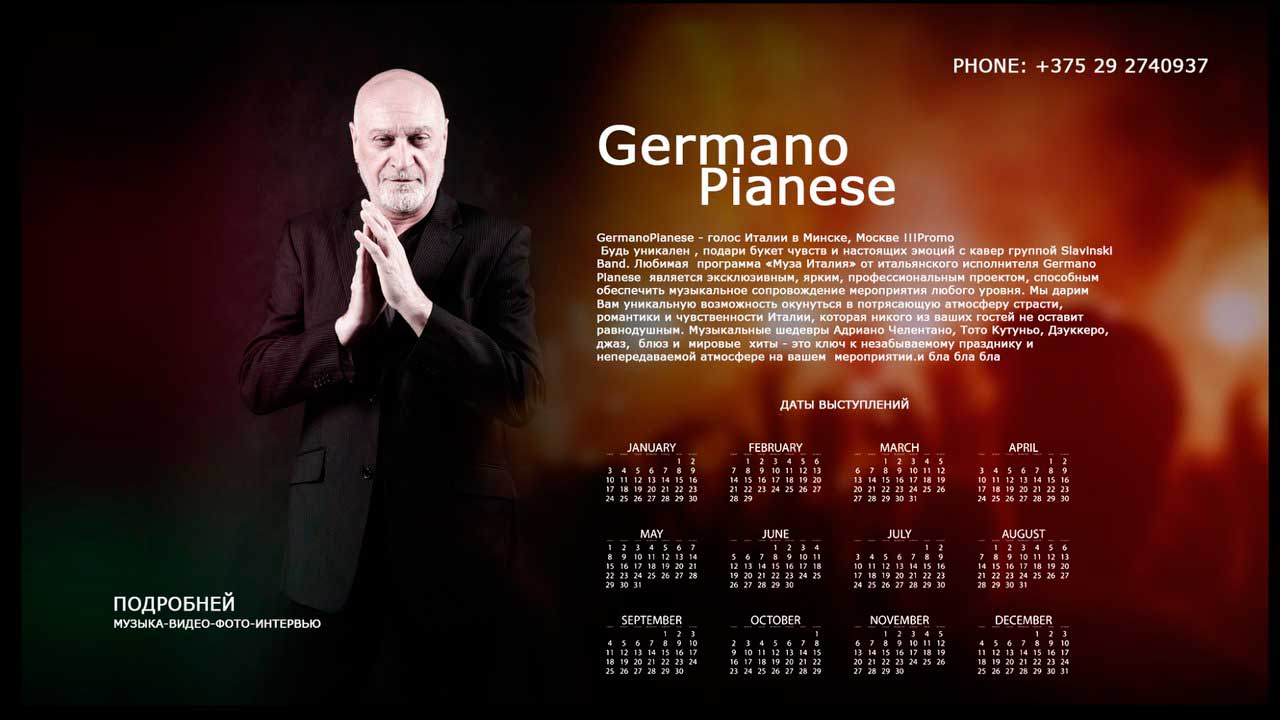 PHONE: +375 29 2740937
Germano
Pianese
GermanoPianese - голос Италии в Минске, Москве !!!Promo
Будь уникален , подари букет чувств и настоящих эмоций с кавер группой Slavinski
Band. Любимая программа «Муза Италия» от итальянского исполнителя Germano
Pianese является эксклюзивным, ярким, профессиональным проектом, способным
обеспечить музыкальное сопровождение мероприятия любого уровня. Мы дарим
Вам уникальную возможность окунуться в потрясающую атмосферу страсти,
романтики и чувственности Италии, которая никого из ваших гостей не оставит
равнодушным. Музыкальные шедевры Адриано Челентано, Тото Кутуньо, Дзуккеро,
джаз, блюз и мировые хиты - это ключ к незабываемому празднику и
непередаваемой атмосфере на вашем мероприятии.и бла бла бла
ДАТЫ ВЫСТУПЛЕНИЙ
JANUARY
1 2
3 4 5 6 7 8 9
10 11 12 13 14 15 16
17 18 19 20 21 22 23
24 25 26 27 28 29 30
FEBRUARY
1 2 3 4 5 6
7 8 9 10 11 12 13
14 15 16 17 18 19 20
21 22 23 24 25 26 27
28 29
MARCH
1 2 3 4 5
6 7 8 9 10 11 12
13 14 15 16 17 18 19
20 21 22 23 24 25 26
27 28 29 30 31
APRIL
1 2
3 4 5 6 7 8 9
10 11 12 13 14 15 16
17 18 19 20 21 22 23
24 25 26 27 28 29 30
MAY
1 2 3 4 5 6 7
8 9 10 11 12 13 14
15 16 17 18 19 20 21
22 23 24 25 26 27 28
29 30 31
JUNE
1 2 3 4
5 6 7 8 9 10 11
12 13 14 15 16 17 18
19 20 21 22 23 24 25
26 27 28 29 30
JULY
1 2
3 4 5 6 7 8 9
10 11 12 13 14 15 16
17 18 19 20 21 22 23
24 25 26 27 28 29 30
AUGUST
1 2 3 4 5 6
7 8 9 10 11 12 13
14 15 16 17 18 19 20
21 22 23 24 25 26 27
28 29 30 31
SEPTEMBER
1 2 3
4 5 6 7 8 9 10
11 12 13 14 15 16 17
18 19 20 21 22 23 24
25 26 27 28 29 30
OCTOBER
1
2 3 4 5 6 7 8
9 10 11 12 13 14 15
16 17 18 19 20 21 22
23 24 25 26 27 28 29
NOVEMBER
1 2 3 4 5
6 7 8 9 10 11 12
13 14 15 16 17 18 19
20 21 22 23 24 25 26
27 28 29 30
DECEMBER
1 2 3
4 5 6 7 8 9 10
11 12 13 14 15 16 17
18 19 20 21 22 23 24
25 26 27 28 29 30 31
ПОДРОБНЕЙ
МУЗЫКА-ВИДЕО-ФОТО-ИНТЕРВЬЮ